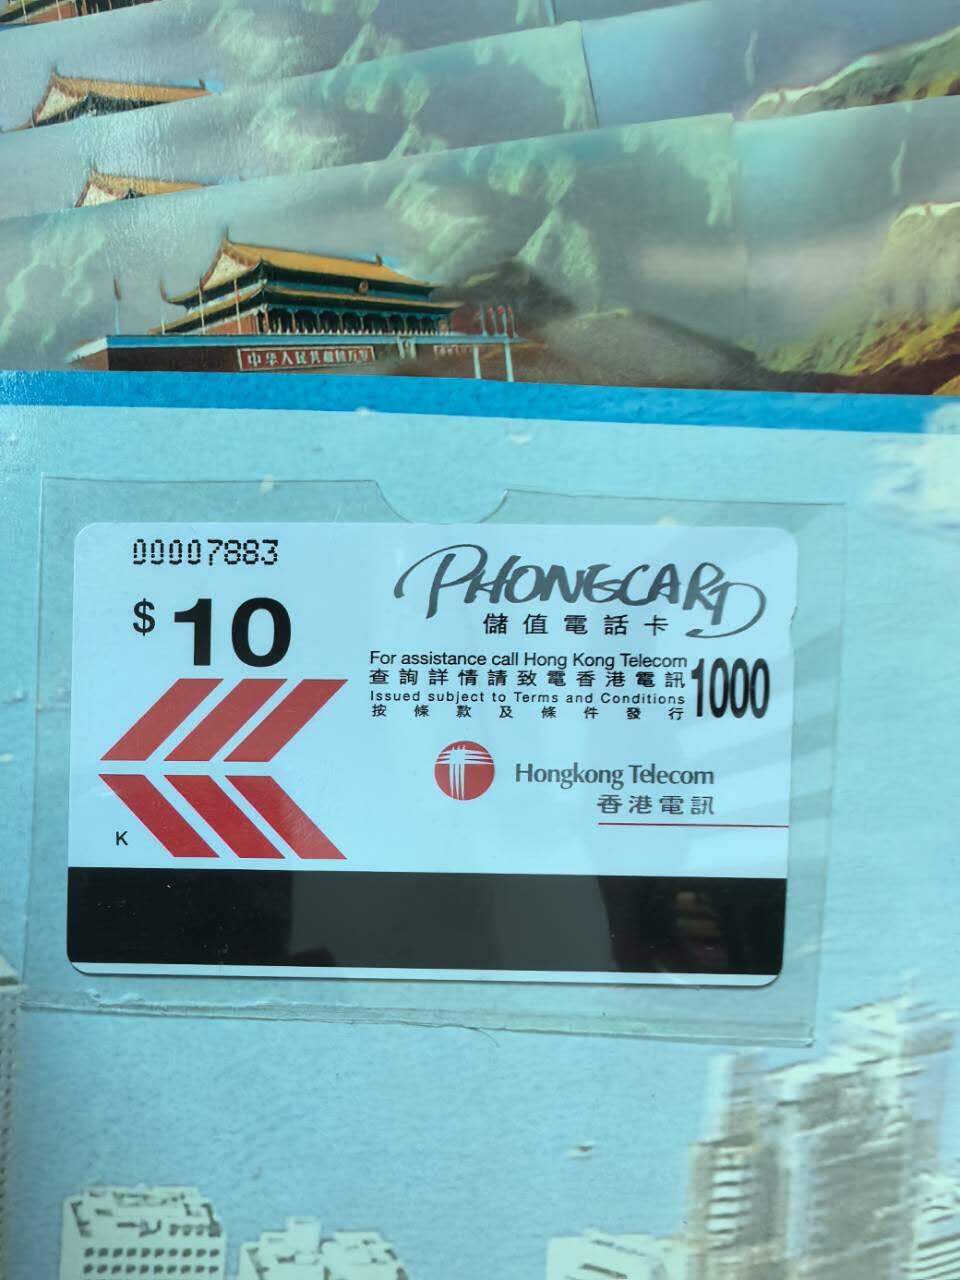 中华人民共和国万岁
00007883
$10
PHONECARD
儲值電話卡
For assistance call Hong Kong Telecom
查詢詳情請致電香港電訊
1000
Issued subject to Terms and Conditions
按條款及條件發行
Hongkong Telecom
香港電訊
K